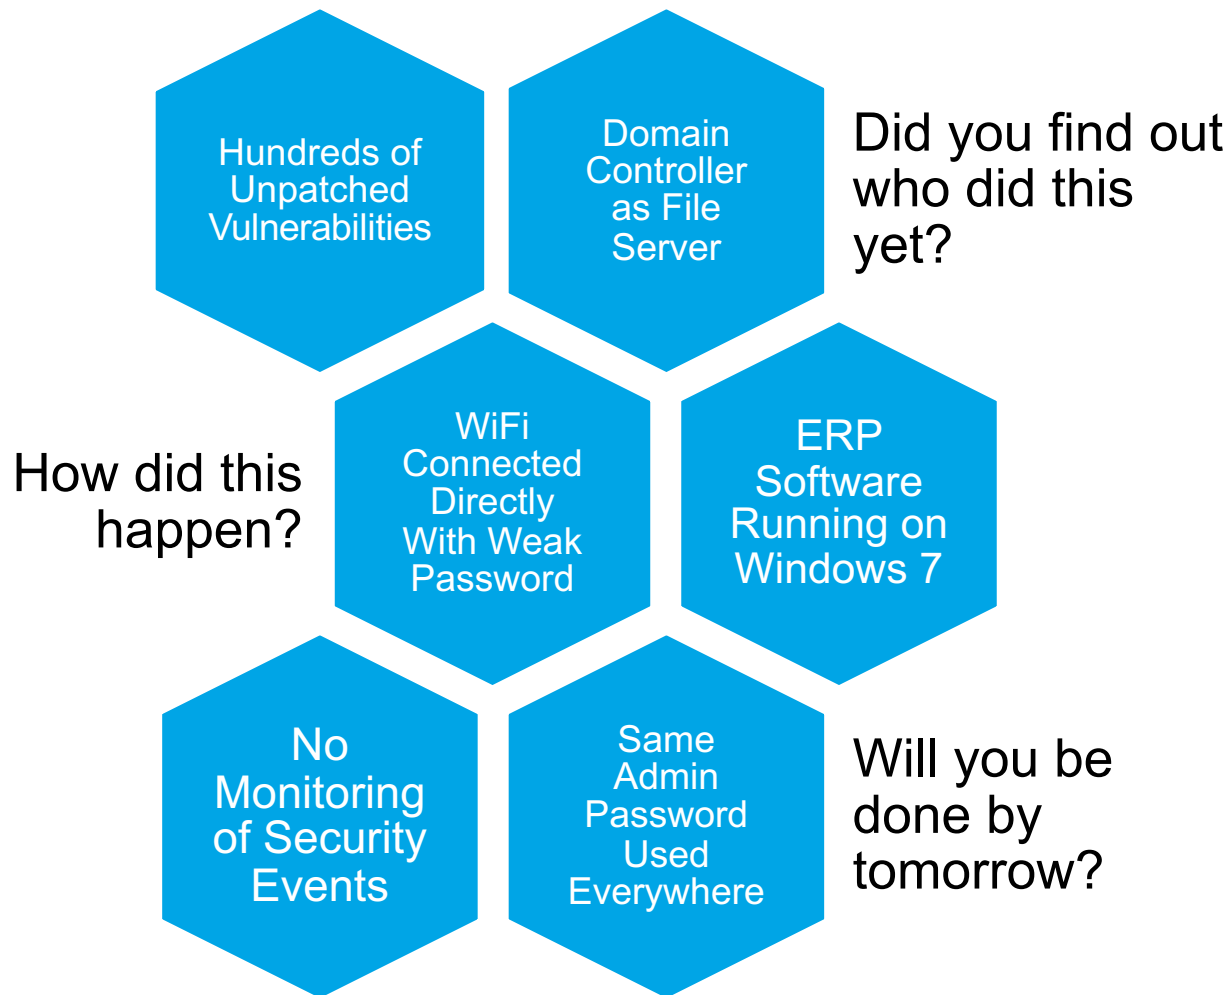 Hundreds of
Unpatched
Vulnerabilities
Domain
Controller
as File
Server
Did you find out
who did this
yet?
How did this
happen?
WiFi
Connected
Directly
With Weak
Password
ERP
Software
Running on
Windows 7
No
Monitoring
of Security
Events
Same
Admin
Password
Used
Everywhere
Will you be
done by
tomorrow?